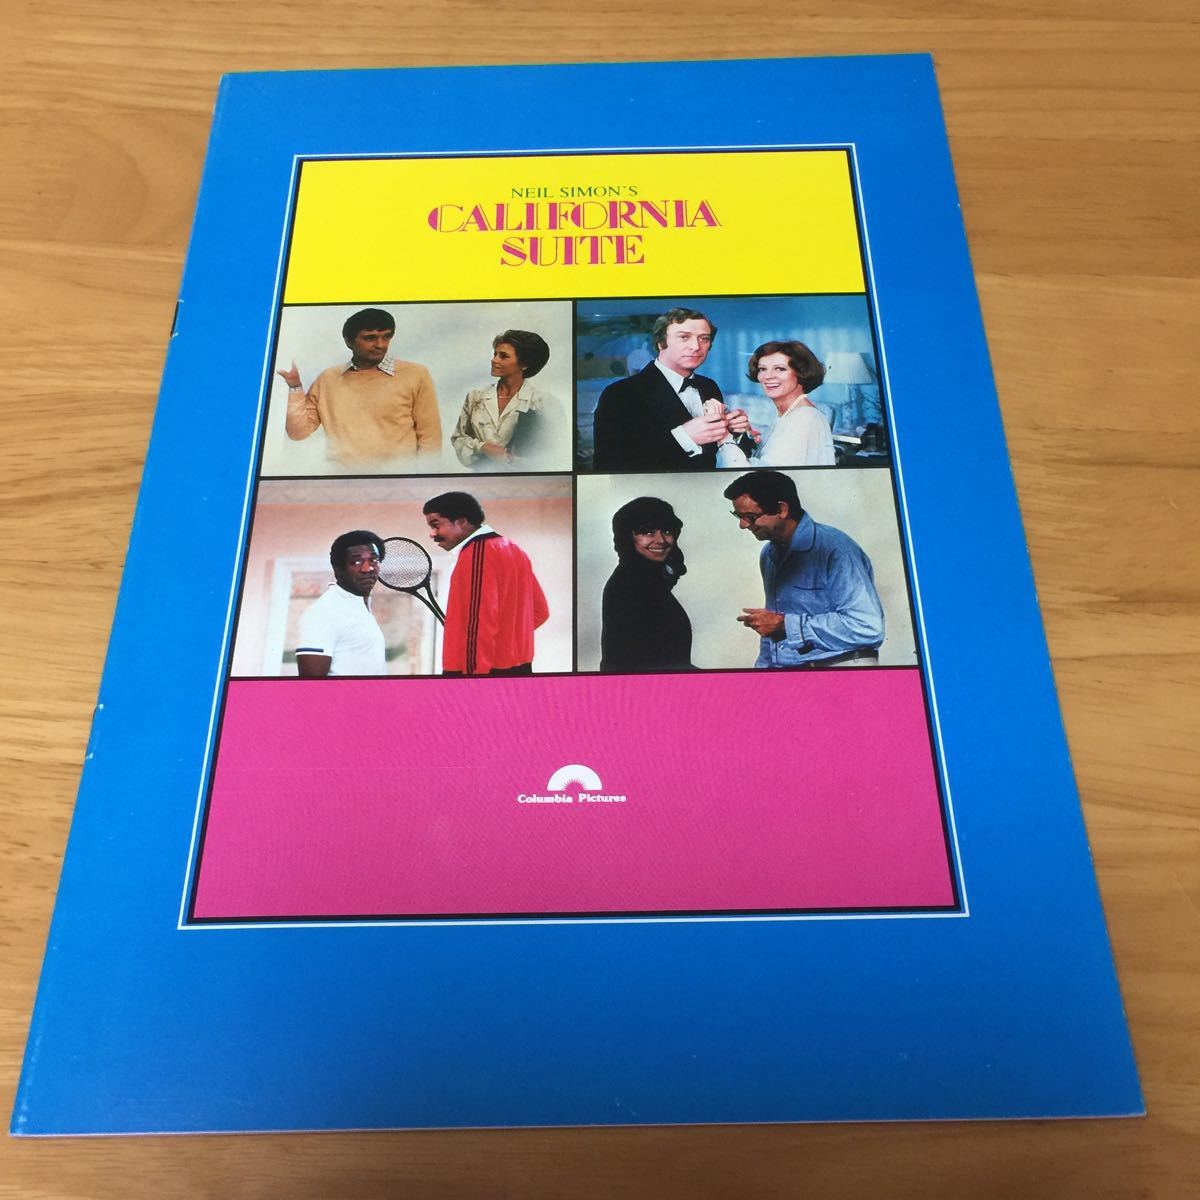 NEIL SIMON`S
CALIFORNIA
SUITE
Columbia Pictures